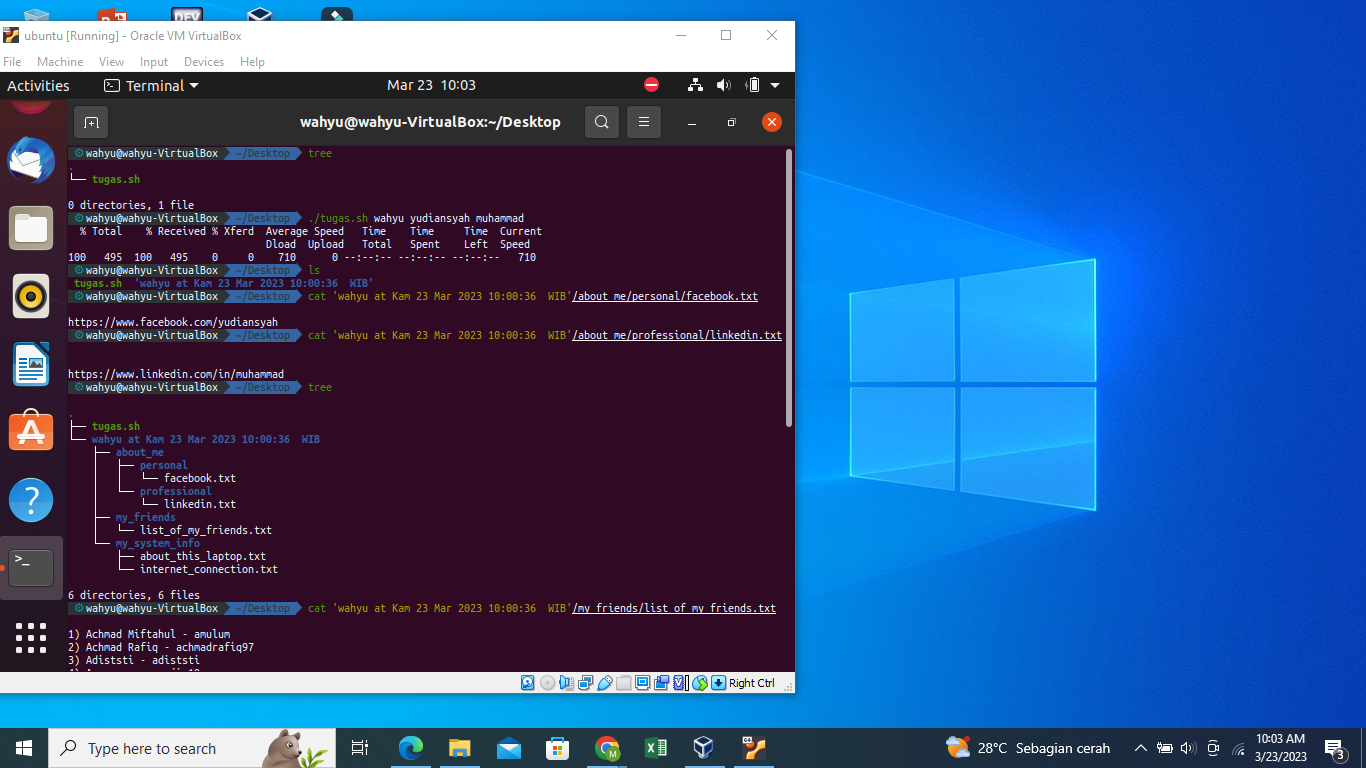 DEV
ubuntu [Running] - Oracle VM VirtualBox
File Machine View Input Devices Help
Activities Terminal Mar 23 10:03
wahyu@wahyu-VirtualBox:~/Desktop
wahyu@wahyu-VirtualBox ~/Desktop tree
.
└── tugas.sh
0 directories, 1 file
wahyu@wahyu-VirtualBox ~/Desktop ./tugas.sh wahyu yudiansyah muhammad
% Total % Received % Xferd Average Speed Time Time Time Current
Dload Upload Total Spent Left Speed
100 495 100 495 0 0 710 0 --:--:-- --:--:-- --:--:-- 710
wahyu@wahyu-VirtualBox ~/Desktop ls
tugas.sh 'wahyu at Kam 23 Mar 2023 10:00:36  WIB'
wahyu@wahyu-VirtualBox ~/Desktop cat 'wahyu at Kam 23 Mar 2023 10:00:36  WIB'/about_me/personal/facebook.txt
https://www.facebook.com/yudiansyah
wahyu@wahyu-VirtualBox ~/Desktop cat 'wahyu at Kam 23 Mar 2023 10:00:36  WIB'/about_me/professional/linkedin.txt
https://www.linkedin.com/in/muhammad
wahyu@wahyu-VirtualBox ~/Desktop tree
.
├── tugas.sh
└── wahyu at Kam 23 Mar 2023 10:00:36  WIB
├── about_me
│ ├── personal
│ │ └── facebook.txt
│ └── professional
│ └── linkedin.txt
├── my_friends
│ └── list_of_my_friends.txt
└── my_system_info
├── about_this_laptop.txt
└── internet_connection.txt
6 directories, 6 files
wahyu@wahyu-VirtualBox ~/Desktop cat 'wahyu at Kam 23 Mar 2023 10:00:36  WIB'/my_friends/list_of_my_friends.txt
1) Achmad Miftahul - amulum
2) Achmad Rafiq - achmadrafiq97
3) Adiststi - adiststi
Right Ctrl
Type here to search
28°C Sebagian cerah
10:03 AM
3/23/2023
3